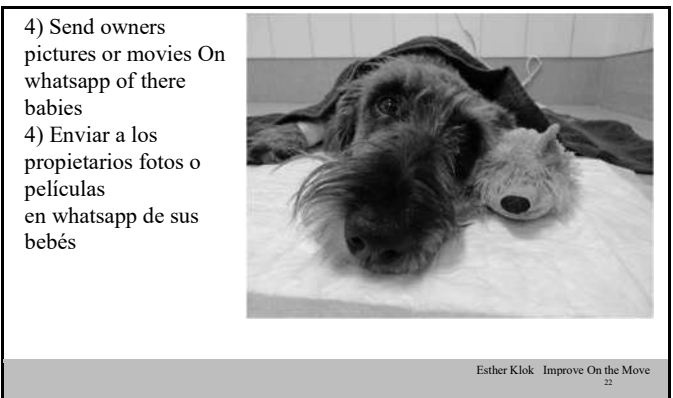 4) Send owners
pictures or movies On
whatsapp of there
babies
4) Enviar a los
propietarios fotos o
películas
en whatsapp de sus
bebés
Esther Klok Improve On the Move
22